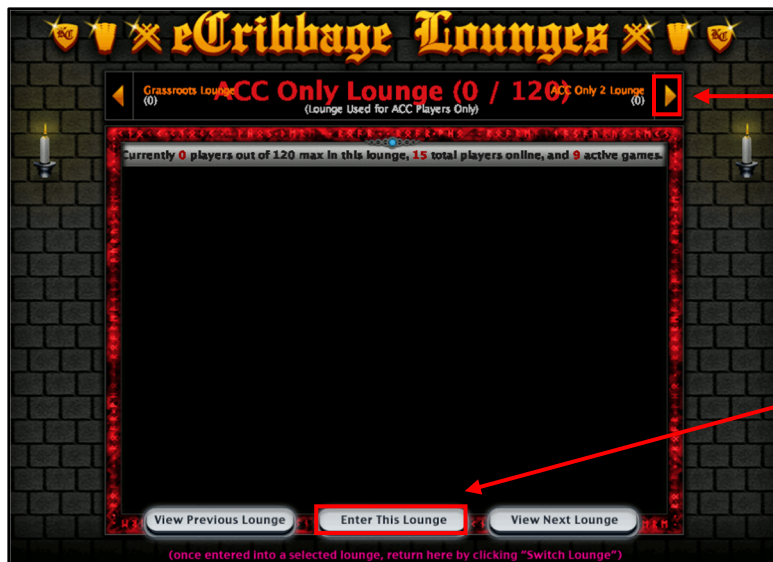 eCribbage Lounges
Grassroots Lounge
(0)
ACC Only Lounge (0 / 120)
(Lounge Used for ACC Players Only)
ACC Only 2 Lounge
(0)
Currently 0 players out of 120 max in this lounge, 15 total players online, and 9 active games.
View Previous Lounge
Enter This Lounge
View Next Lounge
(once entered into a selected lounge, return here by clicking "Switch Lounge")